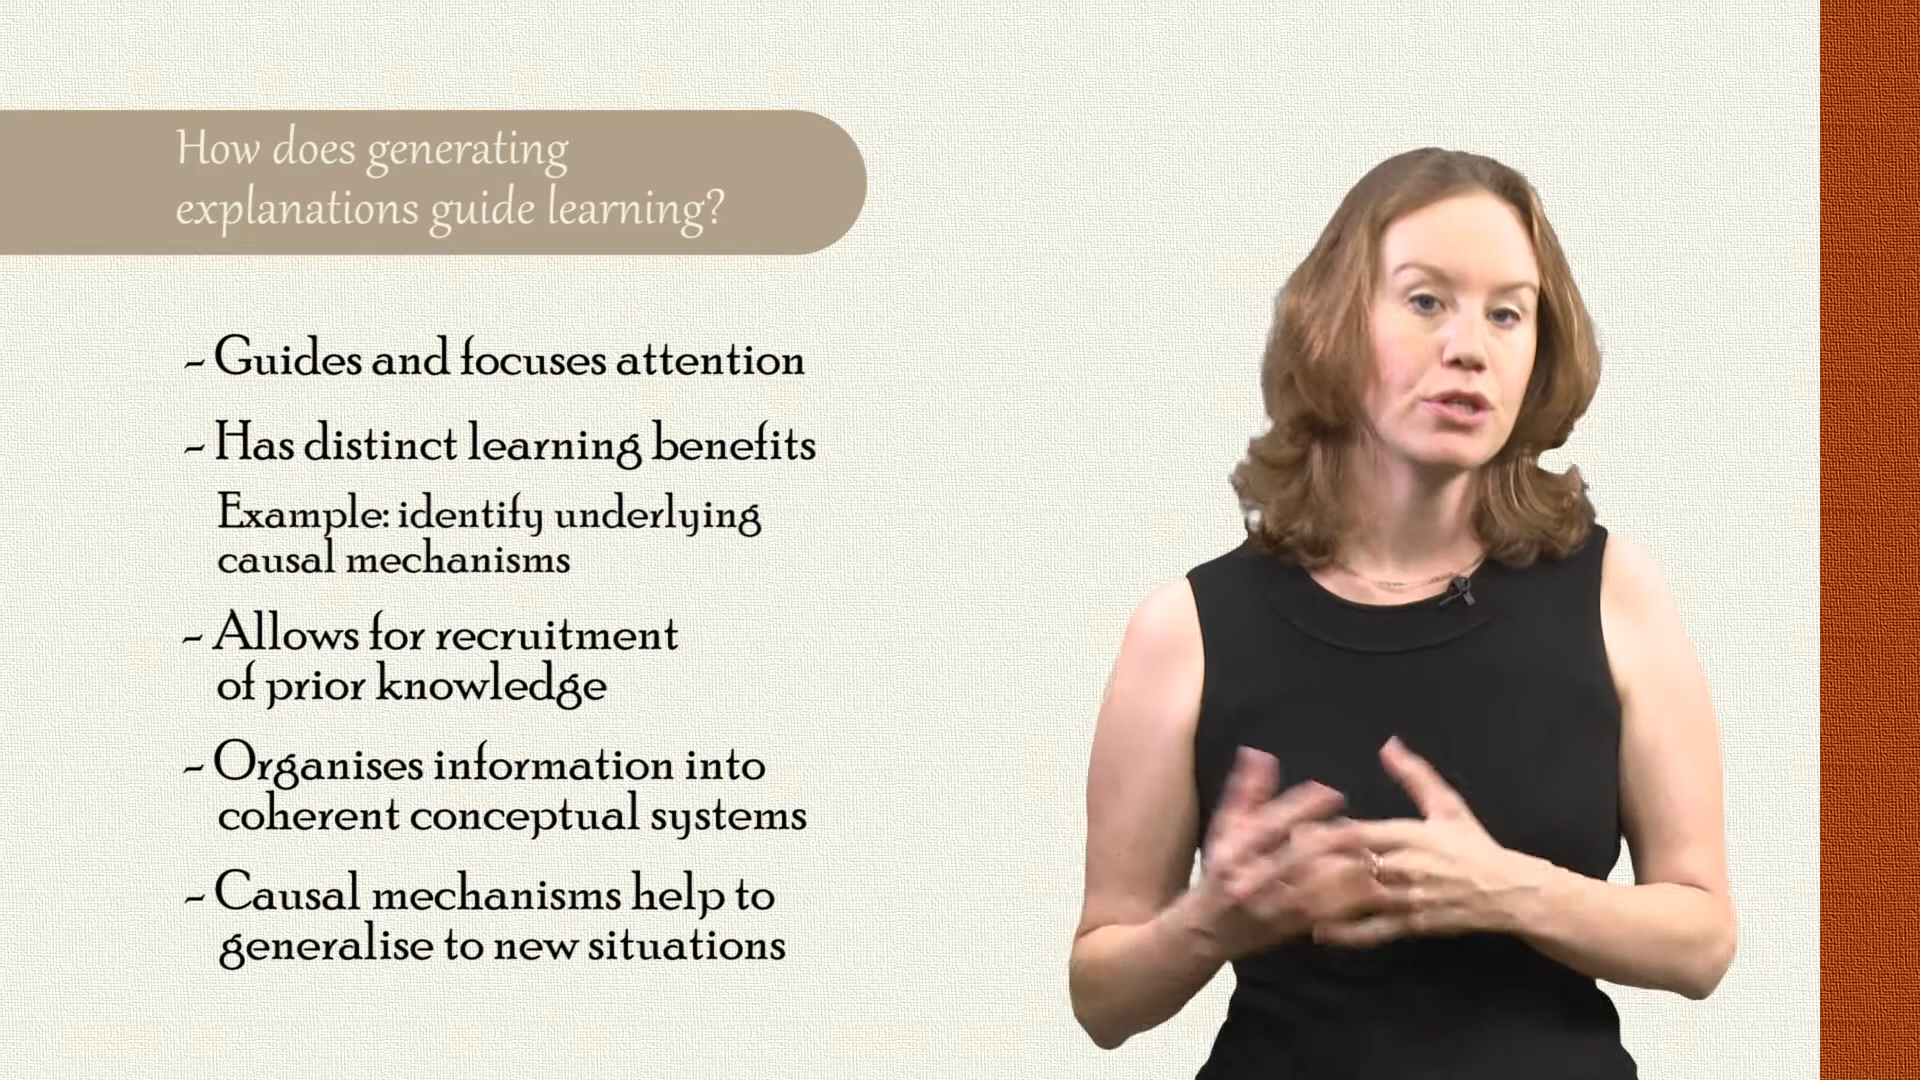 How does generating
explanations guide learning?
- Guides and focuses attention
- Has distinct learning benefits
Example: identify underlying
causal mechanisms
- Allows for recruitment
of prior knowledge
- Organises information into
coherent conceptual systems
- Causal mechanisms help to
generalise to new situations